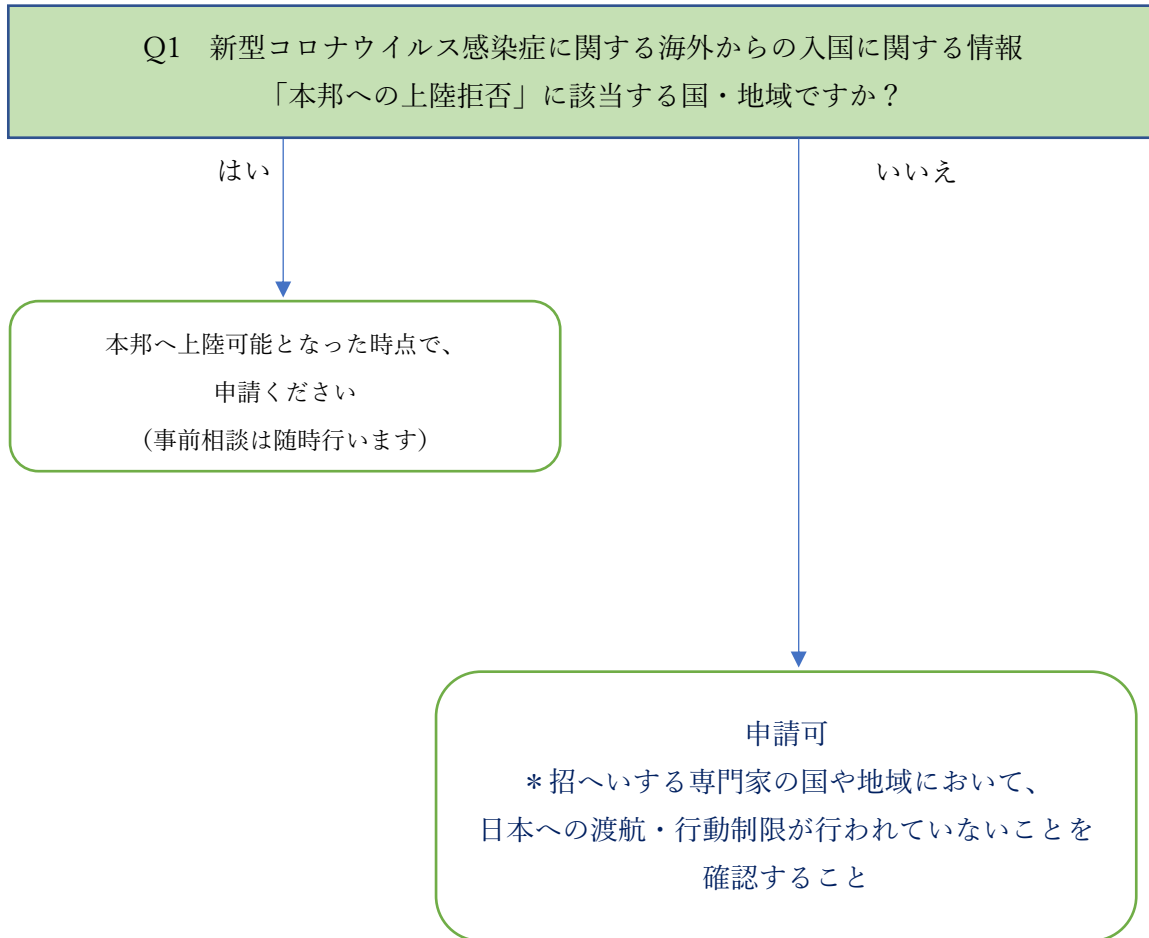 Q1　新型コロナウイルス感染症に関する海外からの入国に関する情報
「本邦への上陸拒否」に該当する国・地域ですか？
はい
いいえ
本邦へ上陸可能となった時点で、
申請ください
（事前相談は随時行います）
申請可
＊招へいする専門家の国や地域において、
日本への渡航・行動制限が行われていないことを
確認すること